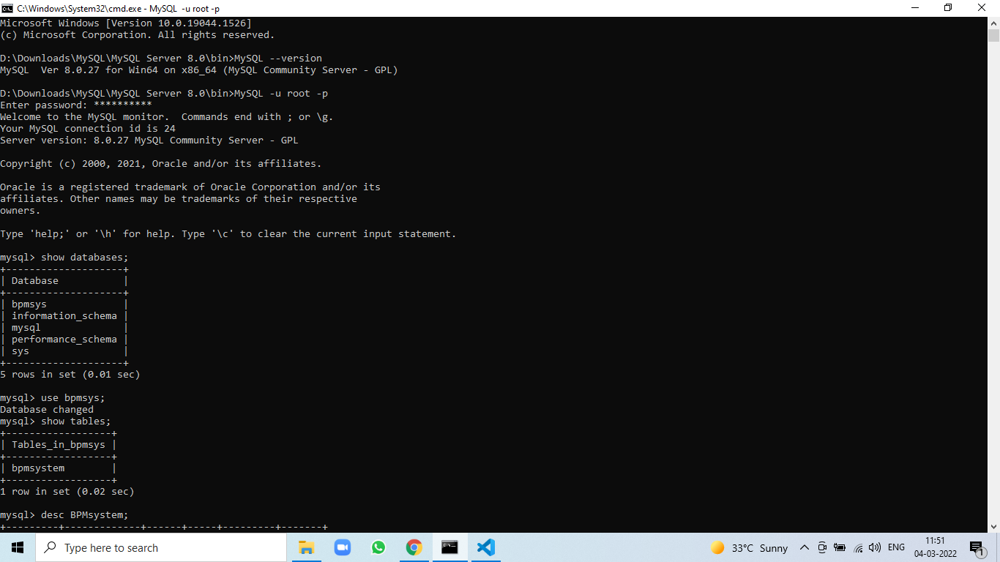 C:\Windows\System32\cmd.exe - MySQL  -u root -p
Microsoft Windows [Version 10.0.19044.1526]
(c) Microsoft Corporation. All rights reserved.
D:\Downloads\MySQL\MySQL Server 8.0\bin>MySQL --version
MySQL  Ver 8.0.27 for Win64 on x86_64 (MySQL Community Server - GPL)
D:\Downloads\MySQL\MySQL Server 8.0\bin>MySQL -u root -p
Enter password: **********
Welcome to the MySQL monitor.  Commands end with ; or \g.
Your MySQL connection id is 24
Server version: 8.0.27 MySQL Community Server - GPL
Copyright (c) 2000, 2021, Oracle and/or its affiliates.
Oracle is a registered trademark of Oracle Corporation and/or its
affiliates. Other names may be trademarks of their respective
owners.
Type 'help;' or '\h' for help. Type '\c' to clear the current input statement.
mysql> show databases;
+--------------------+
| Database           |
+--------------------+
| bpmsys             |
| information_schema |
| mysql              |
| performance_schema |
| sys                |
+--------------------+
5 rows in set (0.01 sec)
mysql> use bpmsys;
Database changed
mysql> show tables;
+------------------+
| Tables_in_bpmsys |
+------------------+
| bpmsystem        |
+------------------+
1 row in set (0.02 sec)
mysql> desc BPMsystem;
+---------+-------------+------+-----+---------+-------+
Type here to search
33°C  Sunny
ENG
11:51
04-03-2022
1